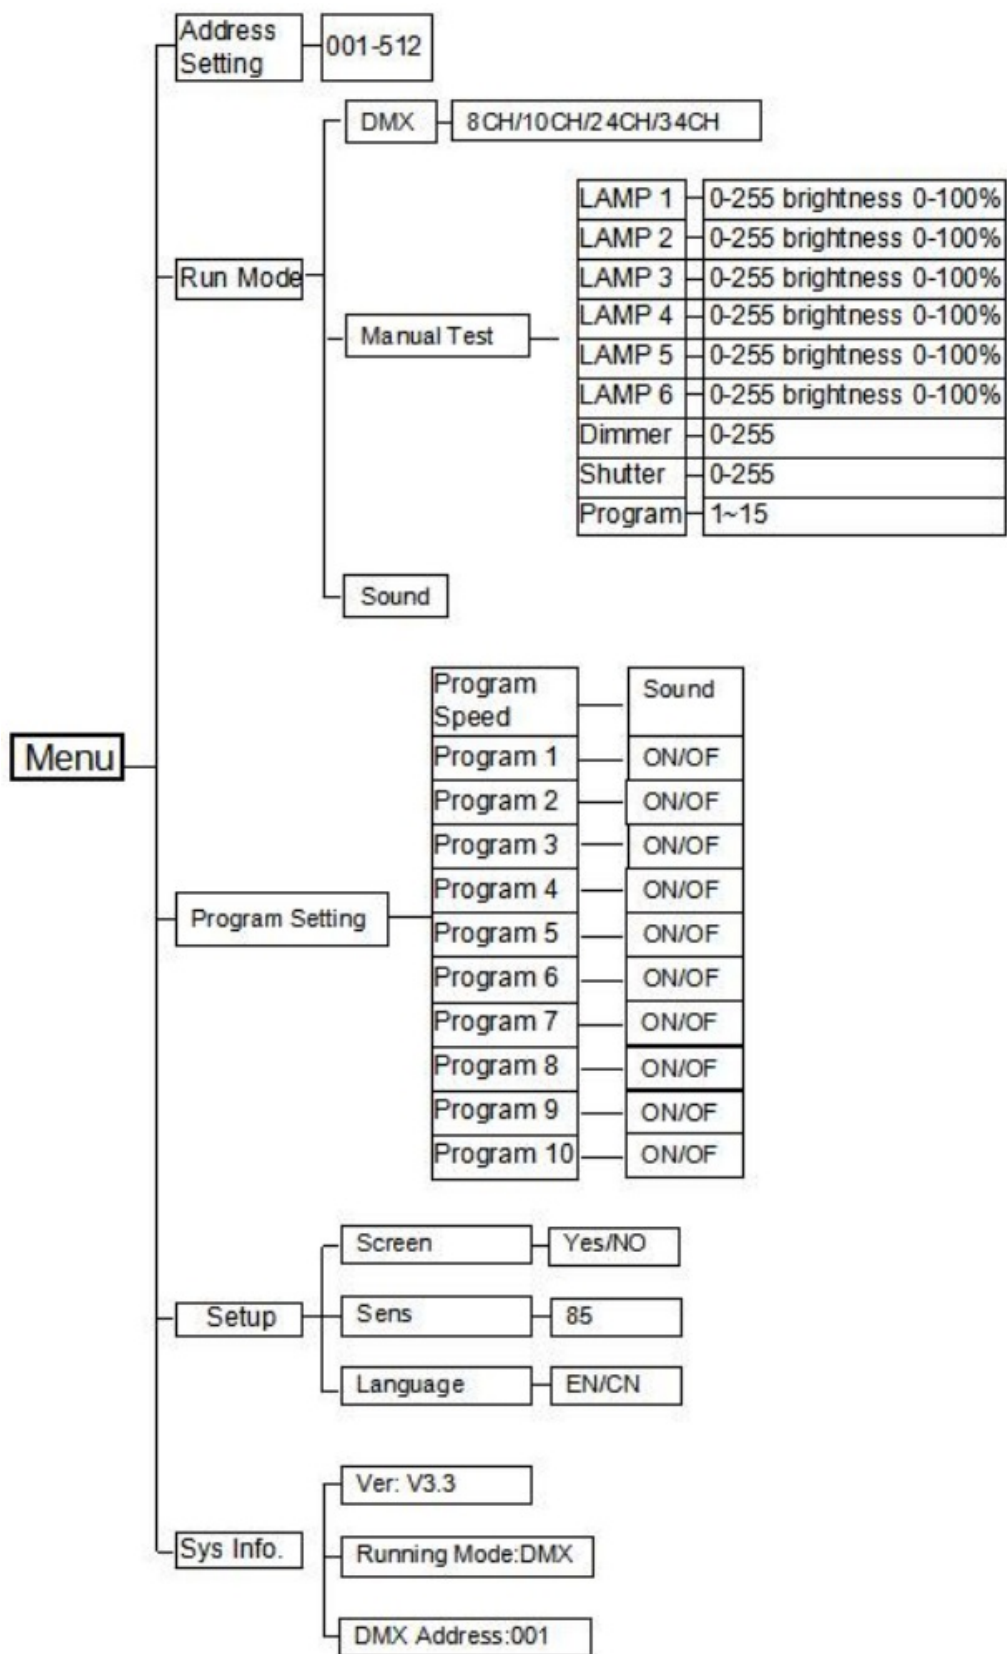 Address
Setting
001-512
DMX
8CH/10CH/24CH/34CH
Run Mode
Manual Test
LAMP 1 0-255 brightness 0-100%
LAMP 2 0-255 brightness 0-100%
LAMP 3 0-255 brightness 0-100%
LAMP 4 0-255 brightness 0-100%
LAMP 5 0-255 brightness 0-100%
LAMP 6 0-255 brightness 0-100%
Dimmer 0-255
Shutter 0-255
Program 1~15
Sound
Menu
Program Setting
Program
Speed
Sound
Program 1 ON/OF
Program 2 ON/OF
Program 3 ON/OF
Program 4 ON/OF
Program 5 ON/OF
Program 6 ON/OF
Program 7 ON/OF
Program 8 ON/OF
Program 9 ON/OF
Program 10 ON/OF
Setup
Screen Yes/NO
Sens 85
Language EN/CN
Sys Info.
Ver: V3.3
Running Mode:DMX
DMX Address:001